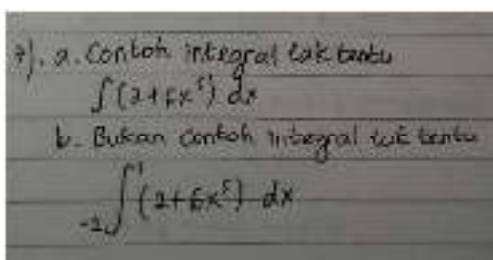 7). a. Contoh integral tak tentu
∫(2+6x⁵) dx
b. Bukan Contoh integral tak tentu
∫₋₂¹(2+6x⁵) dx